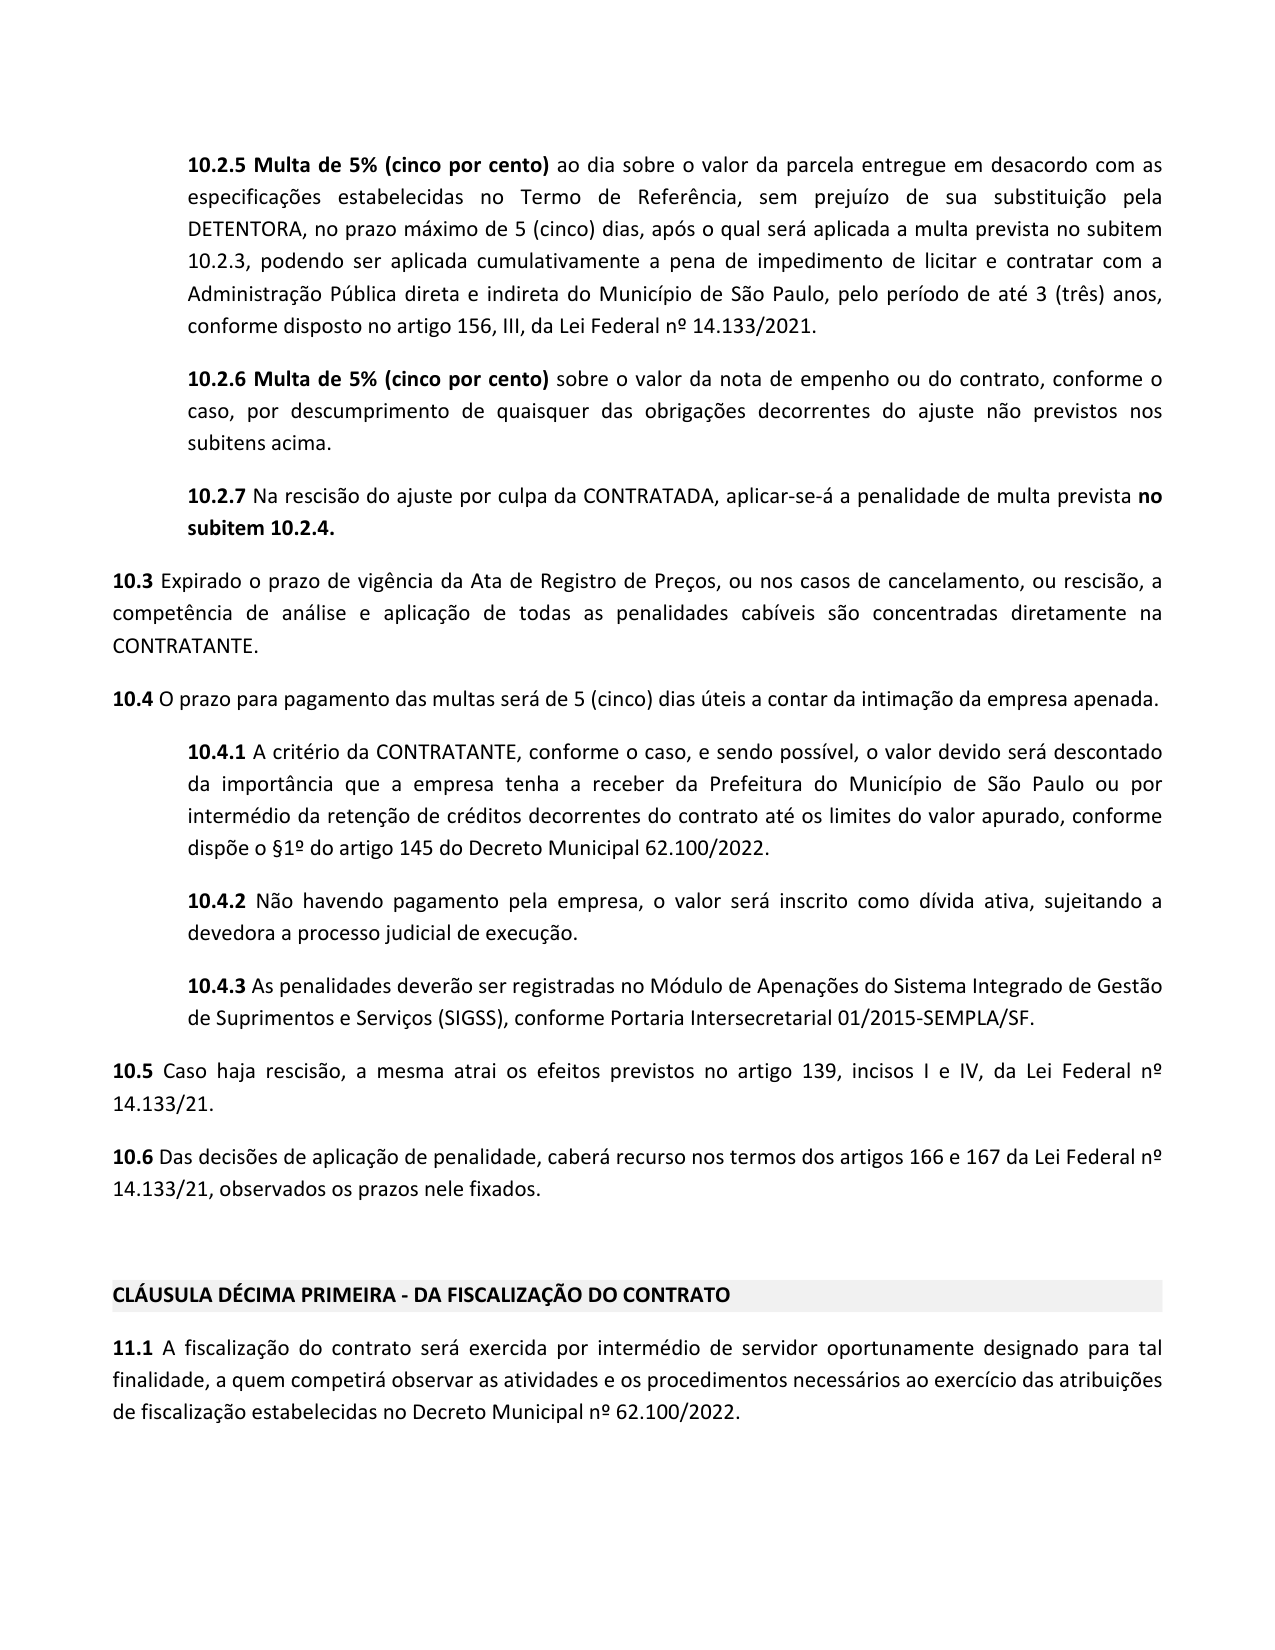 10.2.5 Multa de 5% (cinco por cento) ao dia sobre o valor da parcela entregue em desacordo com as
especificações estabelecidas no Termo de Referência, sem prejuízo de sua substituição pela
DETENTORA, no prazo máximo de 5 (cinco) dias, após o qual será aplicada a multa prevista no subitem
10.2.3, podendo ser aplicada cumulativamente a pena de impedimento de licitar e contratar com a
Administração Pública direta e indireta do Município de São Paulo, pelo período de até 3 (três) anos,
conforme disposto no artigo 156, III, da Lei Federal nº 14.133/2021.
10.2.6 Multa de 5% (cinco por cento) sobre o valor da nota de empenho ou do contrato, conforme o
caso, por descumprimento de quaisquer das obrigações decorrentes do ajuste não previstos nos
subitens acima.
10.2.7 Na rescisão do ajuste por culpa da CONTRATADA, aplicar-se-á a penalidade de multa prevista no
subitem 10.2.4.
10.3 Expirado o prazo de vigência da Ata de Registro de Preços, ou nos casos de cancelamento, ou rescisão, a
competência de análise e aplicação de todas as penalidades cabíveis são concentradas diretamente na
CONTRATANTE.
10.4 O prazo para pagamento das multas será de 5 (cinco) dias úteis a contar da intimação da empresa apenada.
10.4.1 A critério da CONTRATANTE, conforme o caso, e sendo possível, o valor devido será descontado
da importância que a empresa tenha a receber da Prefeitura do Município de São Paulo ou por
intermédio da retenção de créditos decorrentes do contrato até os limites do valor apurado, conforme
dispõe o §1º do artigo 145 do Decreto Municipal 62.100/2022.
10.4.2 Não havendo pagamento pela empresa, o valor será inscrito como dívida ativa, sujeitando a
devedora a processo judicial de execução.
10.4.3 As penalidades deverão ser registradas no Módulo de Apenações do Sistema Integrado de Gestão
de Suprimentos e Serviços (SIGSS), conforme Portaria Intersecretarial 01/2015-SEMPLA/SF.
10.5 Caso haja rescisão, a mesma atrai os efeitos previstos no artigo 139, incisos I e IV, da Lei Federal nº
14.133/21.
10.6 Das decisões de aplicação de penalidade, caberá recurso nos termos dos artigos 166 e 167 da Lei Federal nº
14.133/21, observados os prazos nele fixados.
CLÁUSULA DÉCIMA PRIMEIRA - DA FISCALIZAÇÃO DO CONTRATO
11.1 A fiscalização do contrato será exercida por intermédio de servidor oportunamente designado para tal
finalidade, a quem competirá observar as atividades e os procedimentos necessários ao exercício das atribuições
de fiscalização estabelecidas no Decreto Municipal nº 62.100/2022.